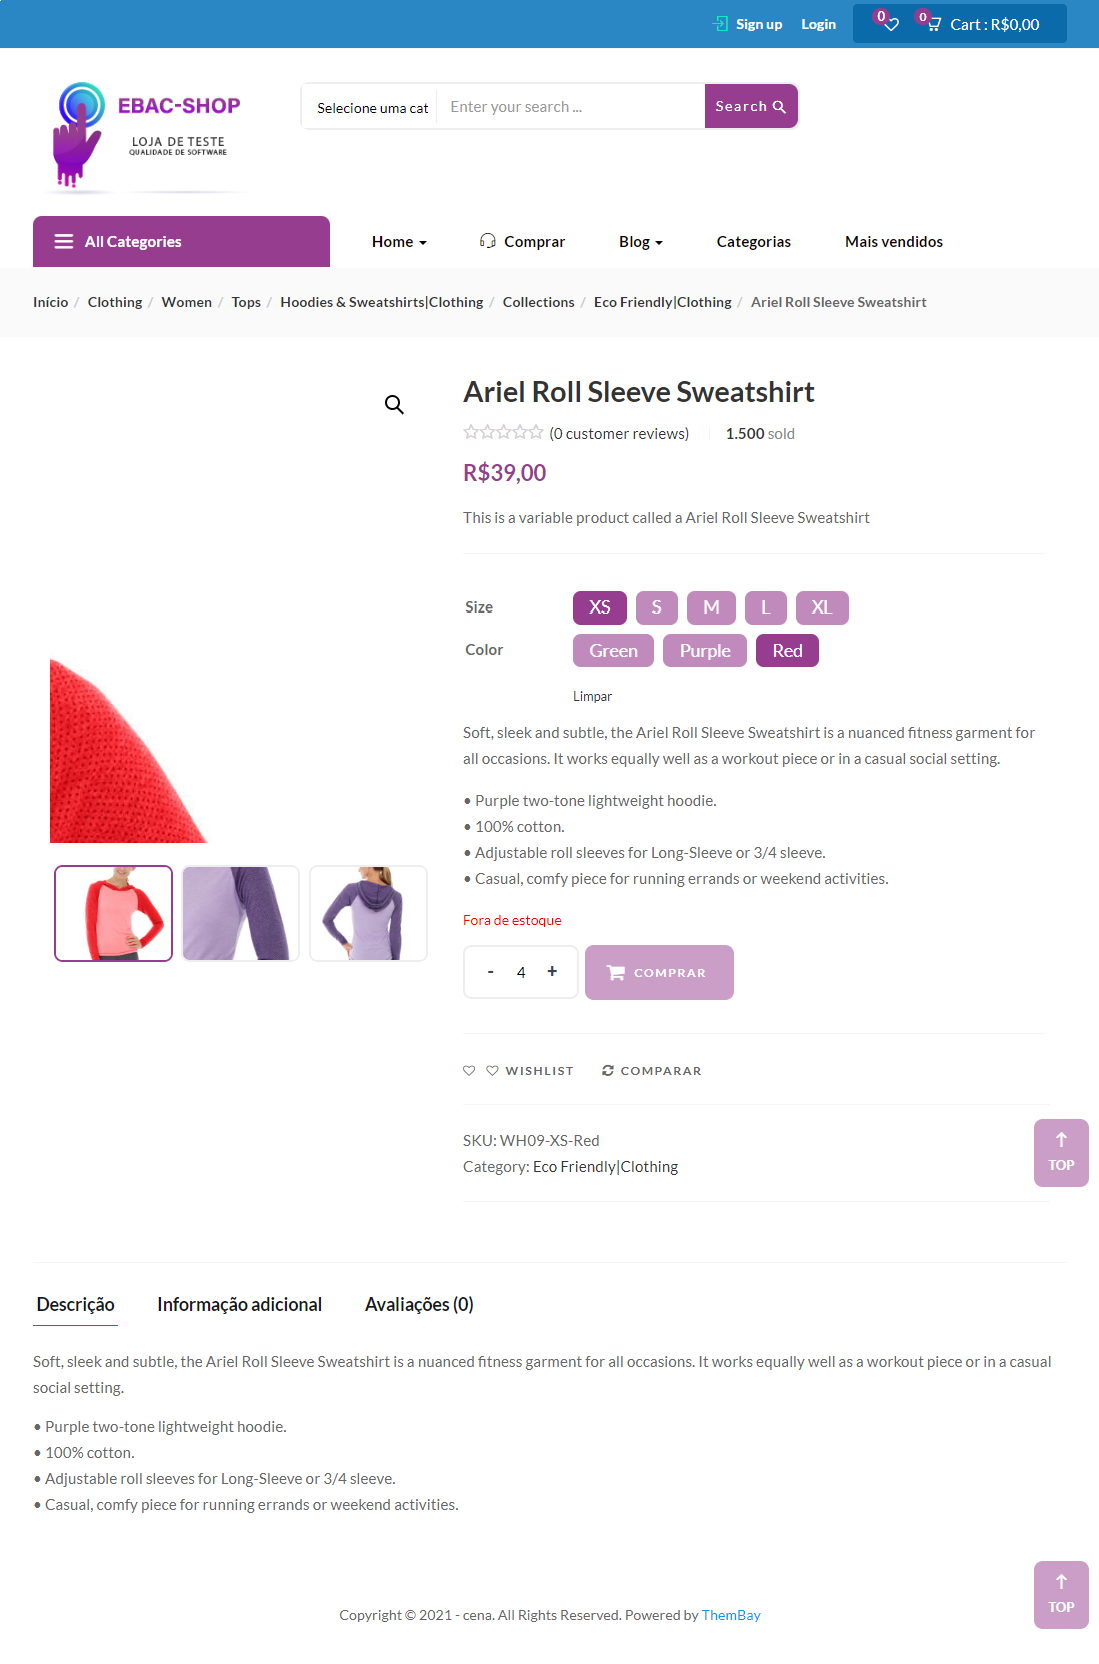 Sign up Login 0 0 Cart : R$0,00
EBAC-SHOP
LOJA DE TESTE
QUALIDADE DE SOFTWARE
Selecione uma cat Enter your search ... Search
All Categories Home Comprar Blog Categorias Mais vendidos
Início / Clothing / Women / Tops / Hoodies & Sweatshirts|Clothing / Collections / Eco Friendly|Clothing / Ariel Roll Sleeve Sweatshirt
Ariel Roll Sleeve Sweatshirt
(0 customer reviews) 1.500 sold
R$39,00
This is a variable product called a Ariel Roll Sleeve Sweatshirt
Size XS S M L XL
Color Green Purple Red
Limpar
Soft, sleek and subtle, the Ariel Roll Sleeve Sweatshirt is a nuanced fitness garment for
all occasions. It works equally well as a workout piece or in a casual social setting.
• Purple two-tone lightweight hoodie.
• 100% cotton.
• Adjustable roll sleeves for Long-Sleeve or 3/4 sleeve.
• Casual, comfy piece for running errands or weekend activities.
Fora de estoque
- 4 + COMPRAR
WISHLIST COMPARAR
SKU: WH09-XS-Red
Category: Eco Friendly|Clothing
TOP
Descrição Informação adicional Avaliações (0)
Soft, sleek and subtle, the Ariel Roll Sleeve Sweatshirt is a nuanced fitness garment for all occasions. It works equally well as a workout piece or in a casual
social setting.
• Purple two-tone lightweight hoodie.
• 100% cotton.
• Adjustable roll sleeves for Long-Sleeve or 3/4 sleeve.
• Casual, comfy piece for running errands or weekend activities.
TOP
Copyright © 2021 - cena. All Rights Reserved. Powered by ThemBay